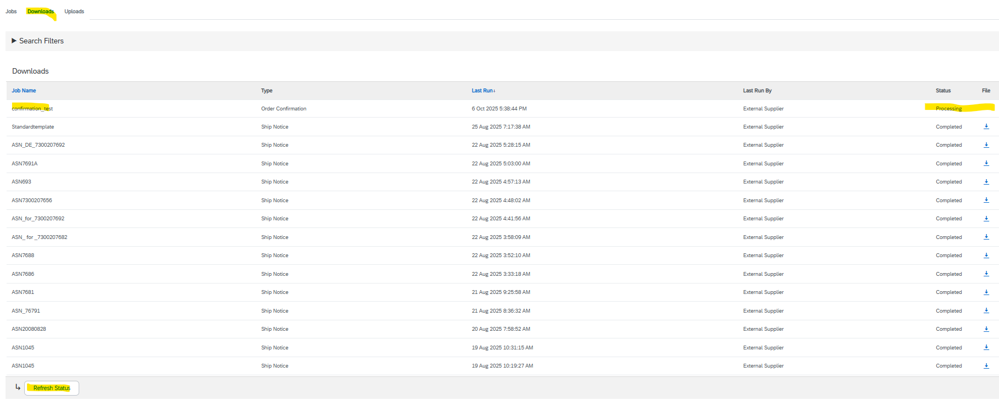 Jobs Downloads Uploads
Search Filters
Downloads
Job Name Type Last Run↓ Last Run By Status File
confirmation_test Order Confirmation 6 Oct 2025 5:38:44 PM External Supplier Processing
Standardtemplate Ship Notice 25 Aug 2025 7:17:38 AM External Supplier Completed
ASN_DE_7300207692 Ship Notice 22 Aug 2025 5:28:15 AM External Supplier Completed
ASN7691A Ship Notice 22 Aug 2025 5:03:00 AM External Supplier Completed
ASN693 Ship Notice 22 Aug 2025 4:57:13 AM External Supplier Completed
ASN7300207656 Ship Notice 22 Aug 2025 4:48:02 AM External Supplier Completed
ASN_for_7300207692 Ship Notice 22 Aug 2025 4:41:56 AM External Supplier Completed
ASN_ for _7300207682 Ship Notice 22 Aug 2025 3:58:09 AM External Supplier Completed
ASN7688 Ship Notice 22 Aug 2025 3:52:10 AM External Supplier Completed
ASN7686 Ship Notice 22 Aug 2025 3:33:18 AM External Supplier Completed
ASN7681 Ship Notice 21 Aug 2025 9:25:58 AM External Supplier Completed
ASN_76791 Ship Notice 21 Aug 2025 8:36:32 AM External Supplier Completed
ASN20080828 Ship Notice 20 Aug 2025 7:58:52 AM External Supplier Completed
ASN1045 Ship Notice 19 Aug 2025 10:31:15 AM External Supplier Completed
ASN1045 Ship Notice 19 Aug 2025 10:19:27 AM External Supplier Completed
Refresh Status